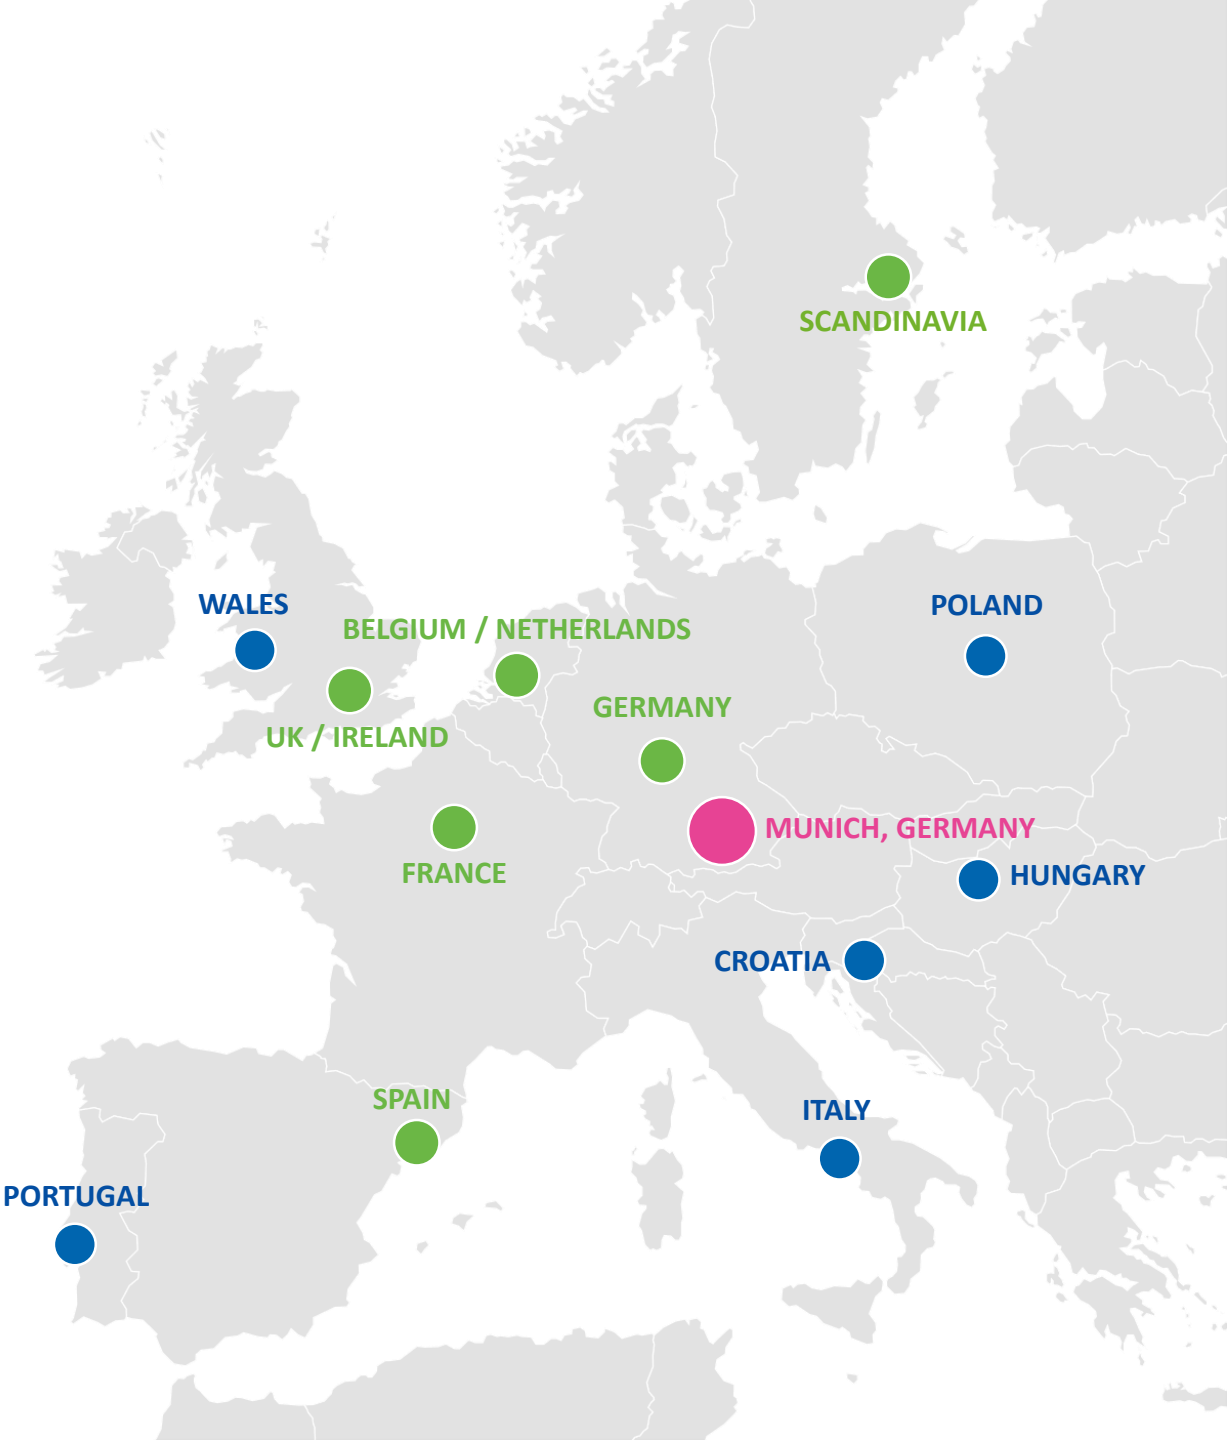 SCANDINAVIA
WALES
POLAND
BELGIUM / NETHERLANDS
GERMANY
UK / IRELAND
MUNICH, GERMANY
FRANCE
HUNGARY
CROATIA
SPAIN
ITALY
PORTUGAL